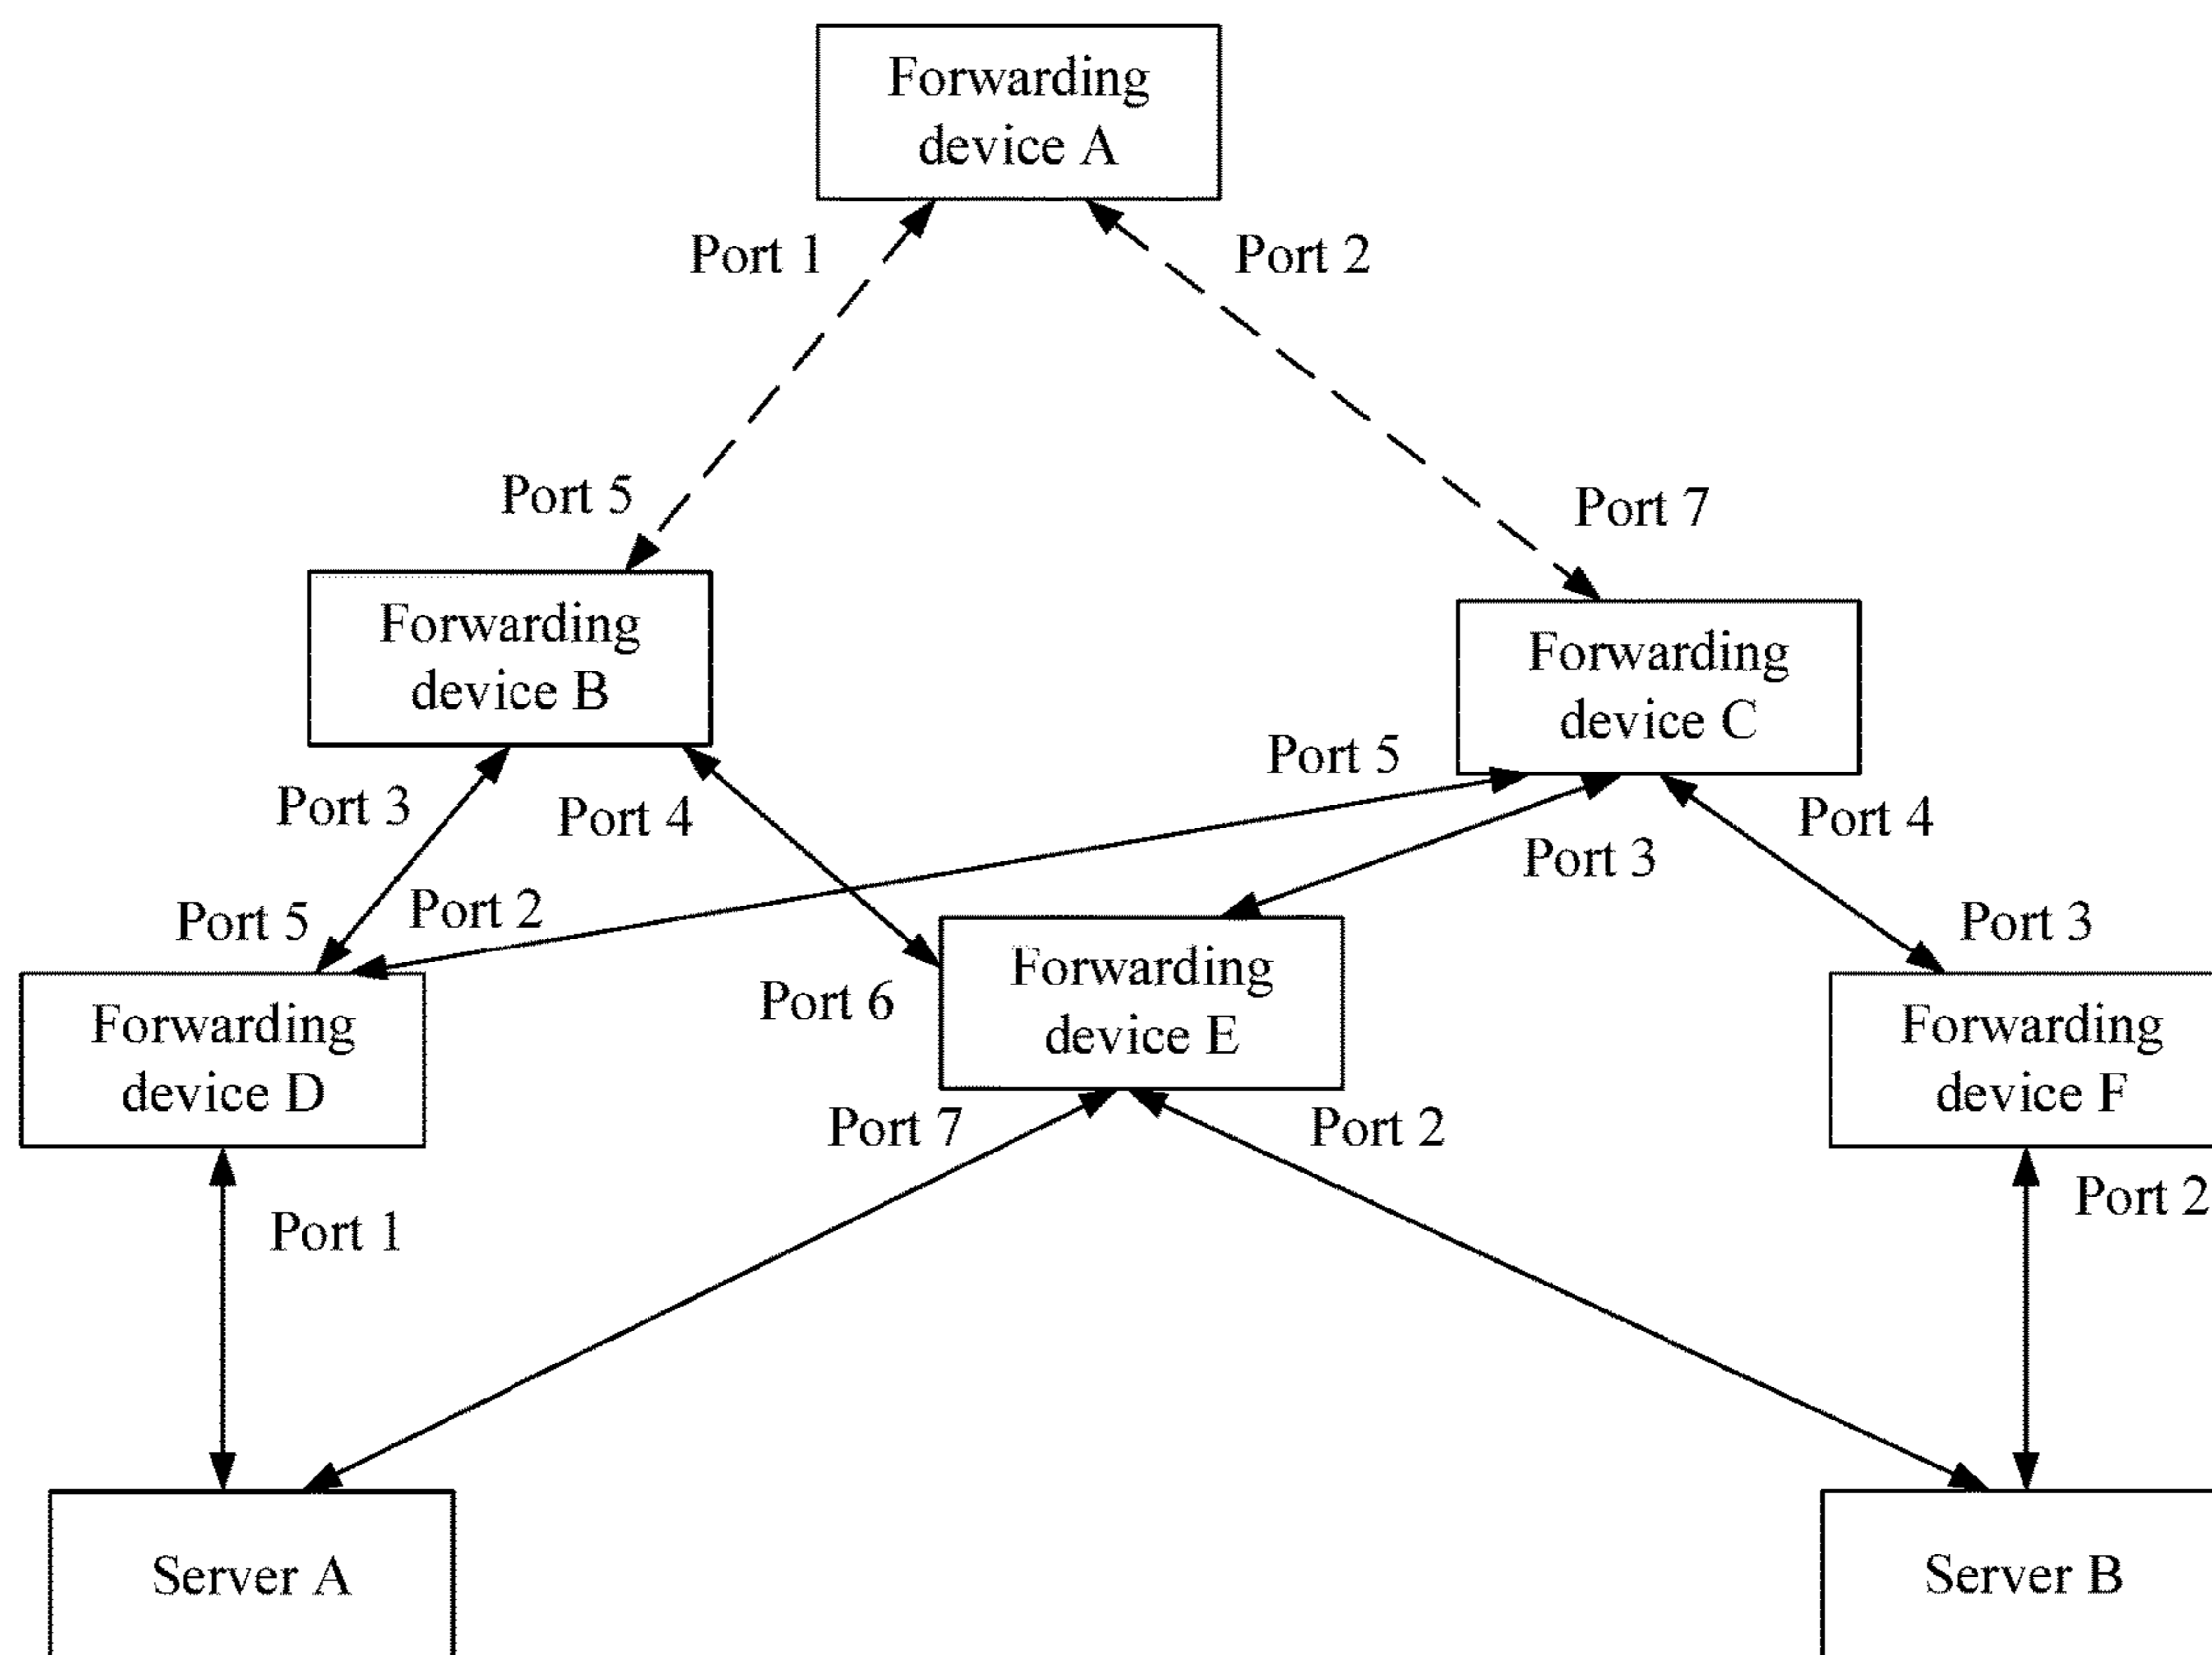 Forwarding
device A
Port 1
Port 2
Port 5
Port 7
Forwarding
device B
Forwarding
device C
Port 3
Port 4
Port 5
Port 3
Port 4
Port 5
Port 2
Port 6
Port 3
Forwarding
device D
Forwarding
device E
Forwarding
device F
Port 1
Port 7
Port 2
Port 2
Server A
Server B